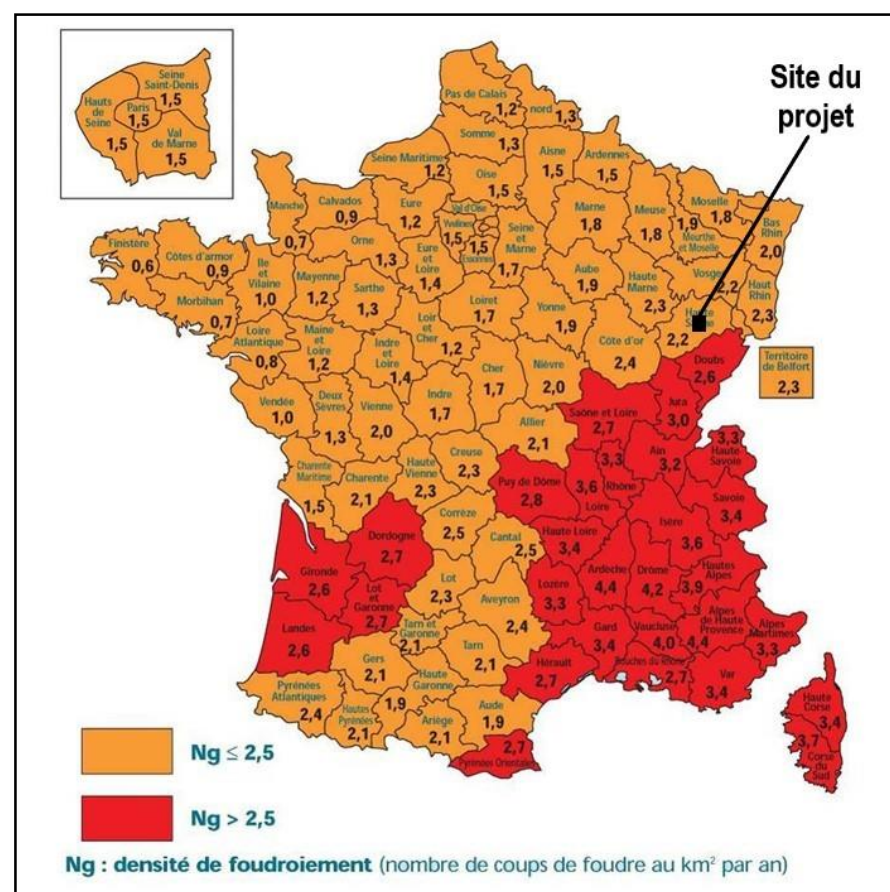 Seine
Saint-Denis
1,5
Hauts
de
Seine
1,5
Paris
1,5
Val
de Marne
1,5
Site du
projet
Pas de Calais
1,2
nord
1,3
Somme
1,3
Seine Maritime
1,2
Oise
1,5
Aisne
1,5
Ardennes
1,5
Manche
0,7
Calvados
0,9
Eure
1,2
Val d'Oise
Yvelines
1,5
1,5
Essonnes
Seine
et
Marne
1,7
Marne
1,8
Meuse
1,8
1,9
Meurthe
et Moselle
Moselle
1,8
Bas
Rhin
2,0
Finistère
0,6
Côtes d'armor
0,9
Morbihan
0,7
Ile
et
Vilaine
1,0
Orne
1,3
Mayenne
1,2
Sarthe
1,3
Eure
et
Loire
1,4
Loiret
1,7
Yonne
1,9
Aube
1,9
Haute
Marne
2,3
Vosges
2,2
Haut
Rhin
2,3
Loire
Atlantique
0,8
Maine
et
Loire
1,2
Indre
et
Loire
1,4
Loir
et
Cher
1,2
Cher
1,7
Nièvre
2,0
Côte d'or
2,4
Haute
2,2
Doubs
2,6
Territoire
de Belfort
2,3
Vendée
1,0
Deux
Sèvres
1,3
Vienne
2,0
Indre
1,7
Allier
2,1
Saône et Loire
2,7
Jura
3,0
Charente
Maritime
1,5
Charente
2,1
Haute
Vienne
2,3
Creuse
2,3
Puy de Dôme
2,8
3,6
Loire
3,3
Rhône
Ain
3,2
3,3
Haute
Savoie
Savoie
3,4
Dordogne
2,7
Corrèze
2,5
Cantal
2,5
Haute Loire
3,4
Isère
3,6
Gironde
2,6
Lot
et
Garonne
2,7
Lot
2,3
Aveyron
2,4
Lozère
3,3
Ardèche
4,4
Drôme
4,2
Hautes
Alpes
3,9
Landes
2,6
Tarn et
Garonne
2,1
Tarn
2,1
Gard
3,4
Vaucluse
4,0
Alpes
de Haute
Provence
4,4
Alpes
Maritimes
3,3
Gers
2,1
Haute
Garonne
1,9
Hérault
2,7
Bouches du Rhône
2,7
Var
3,4
Pyrénées
Atlantiques
2,4
Hautes
Pyrénées
2,1
Ariège
2,1
Aude
1,9
2,7
Pyrénées Orientales
Haute
Corse
3,4
3,7
Corse
du
Sud
Ng ≤ 2,5
Ng > 2,5
Ng : densité de foudroiement (nombre de coups de foudre au km² par an)